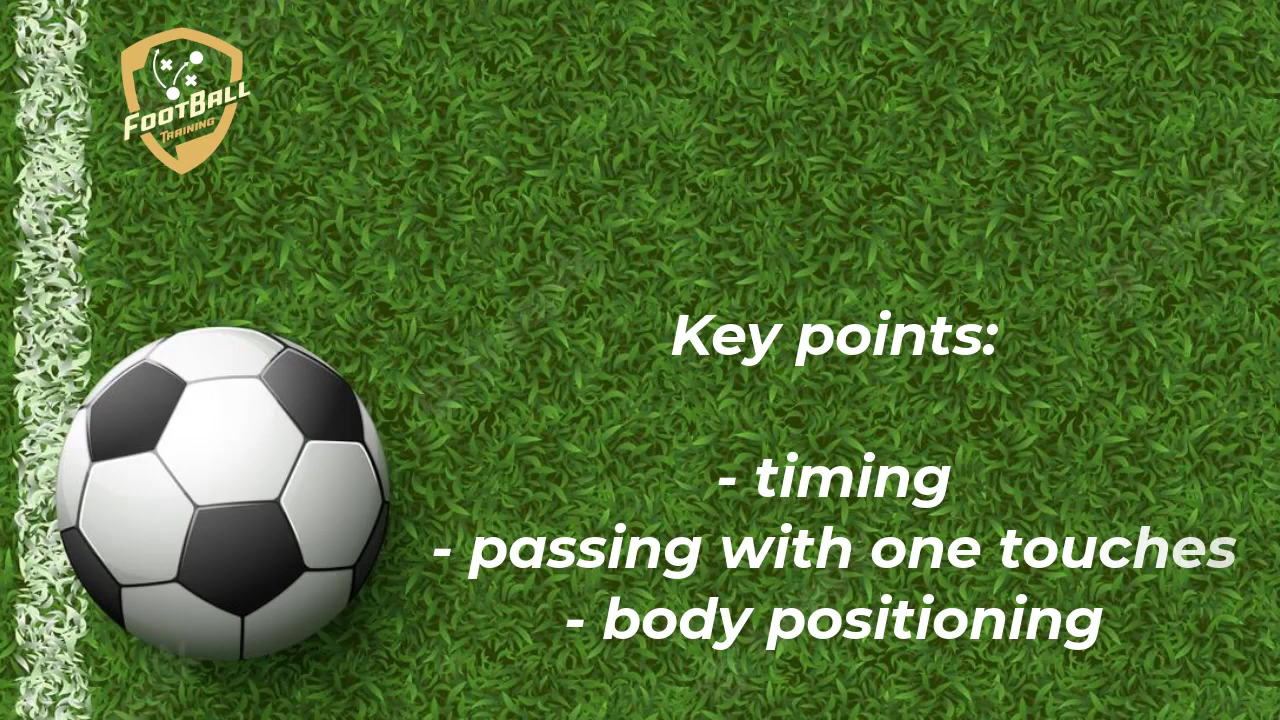 FootBall
Training
Key points:
- timing
- passing with one touches
- body positioning